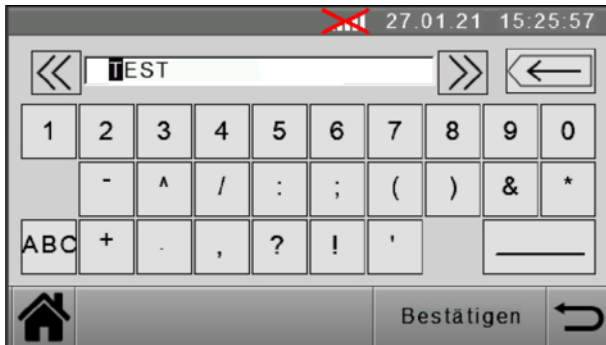 27.01.21 15:25:57
TEST
1 2 3 4 5 6 7 8 9 0
- ^ / : ; ( ) & *
ABC + . , ? ! '
Bestätigen